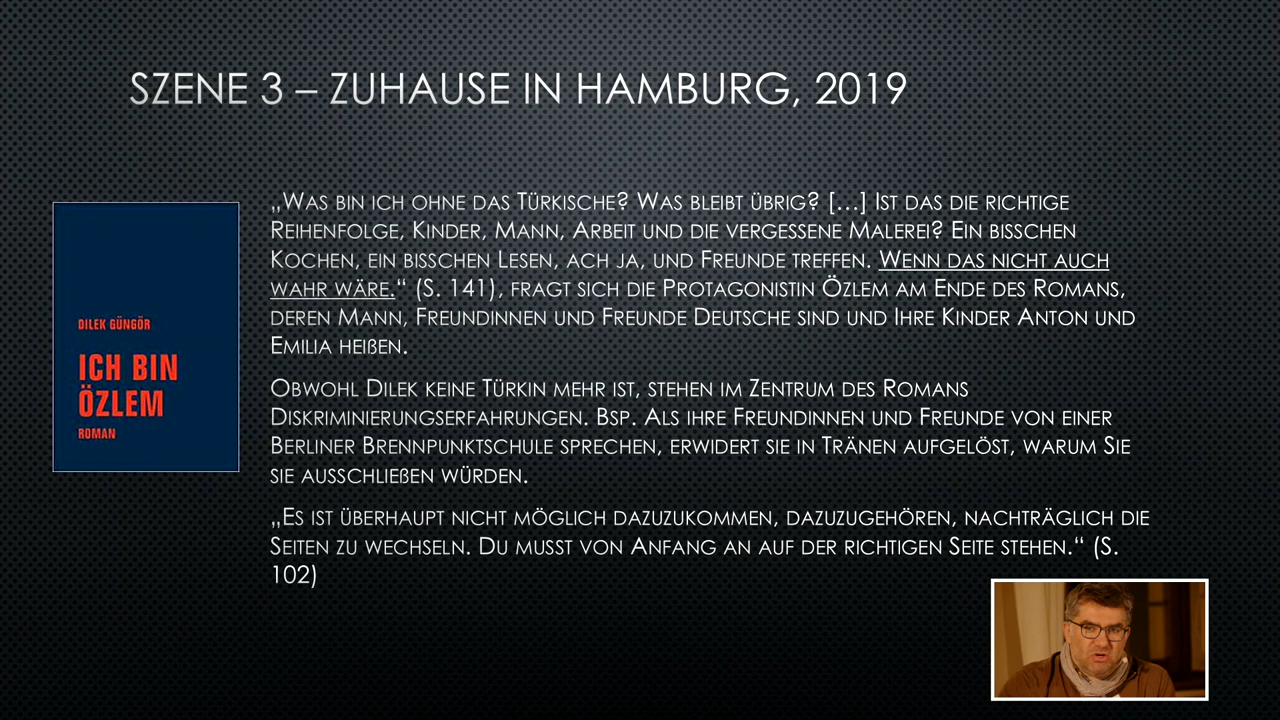 SZENE 3 – ZUHAUSE IN HAMBURG, 2019
„WAS BIN ICH OHNE DAS TÜRKISCHE? WAS BLEIBT ÜBRIG? […] IST DAS DIE RICHTIGE
REIHENFOLGE, KINDER, MANN, ARBEIT UND DIE VERGESSENE MALEREI? EIN BISSCHEN
KOCHEN, EIN BISSCHEN LESEN, ACH JA, UND FREUNDE TREFFEN. WENN DAS NICHT AUCH
WAHR WÄRE.“ (S. 141), FRAGT SICH DIE PROTAGONISTIN ÖZLEM AM ENDE DES ROMANS,
DEREN MANN, FREUNDINNEN UND FREUNDE DEUTSCHE SIND UND IHRE KINDER ANTON UND
EMILIA HEIßEN.
OBWOHL DILEK KEINE TÜRKIN MEHR IST, STEHEN IM ZENTRUM DES ROMANS
DISKRIMINIERUNGSERFAHRUNGEN. BSP. ALS IHRE FREUNDINNEN UND FREUNDE VON EINER
BERLINER BRENNPUNKTSCHULE SPRECHEN, ERWIDERT SIE IN TRÄNEN AUFGELÖST, WARUM SIE
SIE AUSSCHLIEßEN WÜRDEN.
„ES IST ÜBERHAUPT NICHT MÖGLICH DAZUZUKOMMEN, DAZUZUGEHÖREN, NACHTRÄGLICH DIE
SEITEN ZU WECHSELN. DU MUSST VON ANFANG AN AUF DER RICHTIGEN SEITE STEHEN.“ (S.
102)
DILEK GÜNGÖR
ICH BIN
ÖZLEM
ROMAN